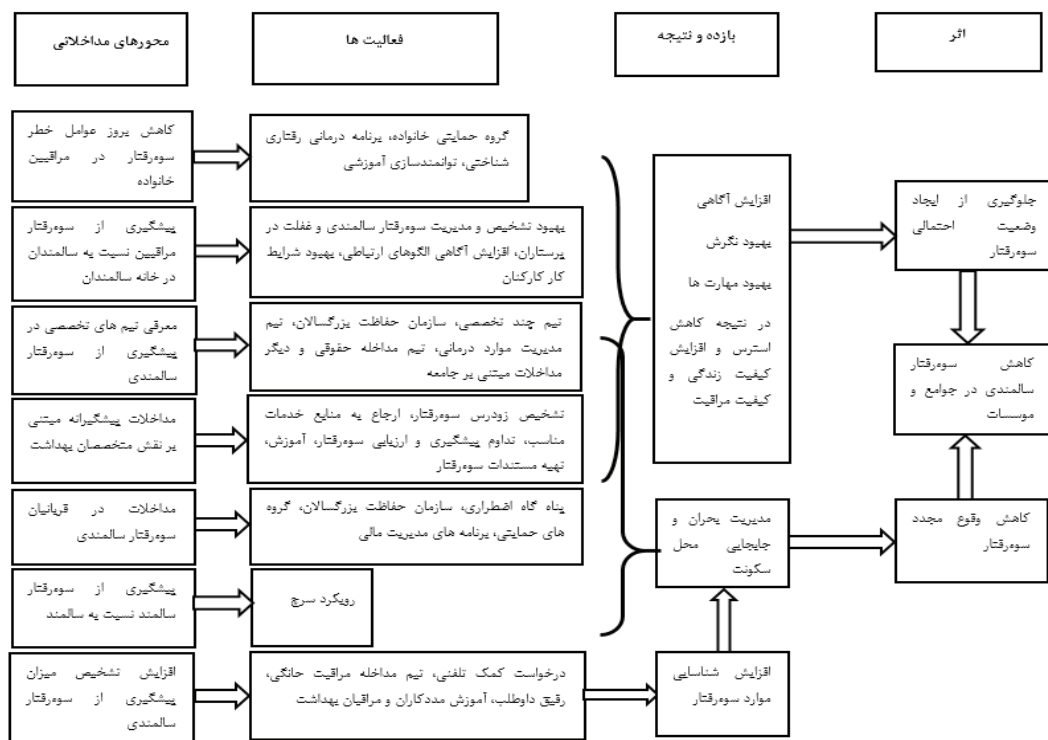 محورهای مداخلاتی
فعالیت ها
بازده و نتیجه
اثر
کاهش بروز عوامل خطر
سوءرفتار در مراقبین
خانواده
گروه حمایتی خانواده، برنامه درمانی رفتاری
شناختی، توانمندسازی آموزشی
پیشگیری از سوءرفتار
مراقبین نسبت به سالمندان
در خانه سالمندان
بهبود تشخیص و مدیریت سوءرفتار سالمندی و غفلت در
پرستاران، افزایش آگاهی الگوهای ارتباطی، بهبود شرایط
کار کارکنان
معرفی تیم های تخصصی در
پیشگیری از سوءرفتار
سالمندی
تیم چند تخصصی، سازمان حفاظت بزرگسالان، تیم
مدیریت موارد درمانی، تیم مداخله حقوقی و دیگر
مداخلات مبتنی بر جامعه
مداخلات پیشگیرانه مبتنی
بر نقش متخصصان بهداشت
تشخیص زودرس سوءرفتار، ارجاع به منابع خدمات
مناسب، تداوم پیشگیری و ارزیابی سوءرفتار، آموزش،
تهیه مستندات سوءرفتار
مداخلات در قربانیان
سوءرفتار سالمندی
پناه گاه اضطراری، سازمان حفاظت بزرگسالان، گروه
های حمایتی، برنامه های مدیریت مالی
پیشگیری از سوءرفتار
سالمند نسبت به سالمند
رویکرد سرچ
افزایش تشخیص میزان
پیشگیری از سوءرفتار
سالمندی
درخواست کمک تلفنی، تیم مداخله مراقبت خانگی،
رفیق داوطلب، آموزش مددکاران و مراقبان بهداشت
افزایش آگاهی
بهبود نگرش
بهبود مهارت ها
در نتیجه کاهش
استرس و افزایش
کیفیت زندگی و
کیفیت مراقبت
مدیریت بحران و
جابجایی محل
سکونت
افزایش شناسایی
موارد سوءرفتار
جلوگیری از ایجاد
وضعیت احتمالی
سوءرفتار
کاهش سوءرفتار
سالمندی در جوامع و
موسسات
کاهش وقوع مجدد
سوءرفتار